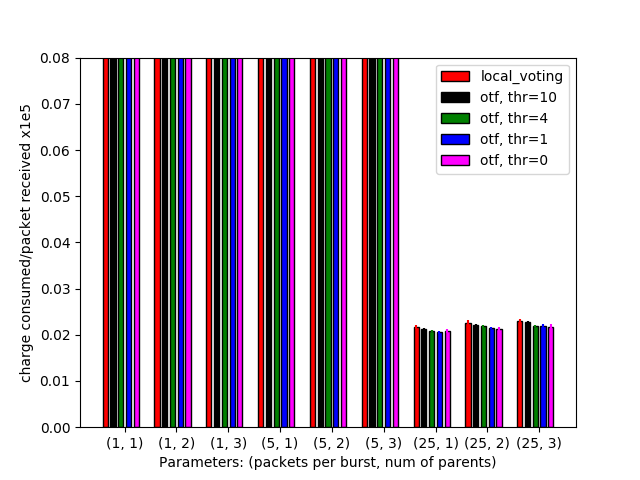 0.08
0.07
0.06
0.05
0.04
0.03
0.02
0.01
0.00
charge consumed/packet received x1e5
local_voting
otf, thr=10
otf, thr=4
otf, thr=1
otf, thr=0
(1, 1) (1, 2) (1, 3) (5, 1) (5, 2) (5, 3) (25, 1) (25, 2) (25, 3)
Parameters: (packets per burst, num of parents)